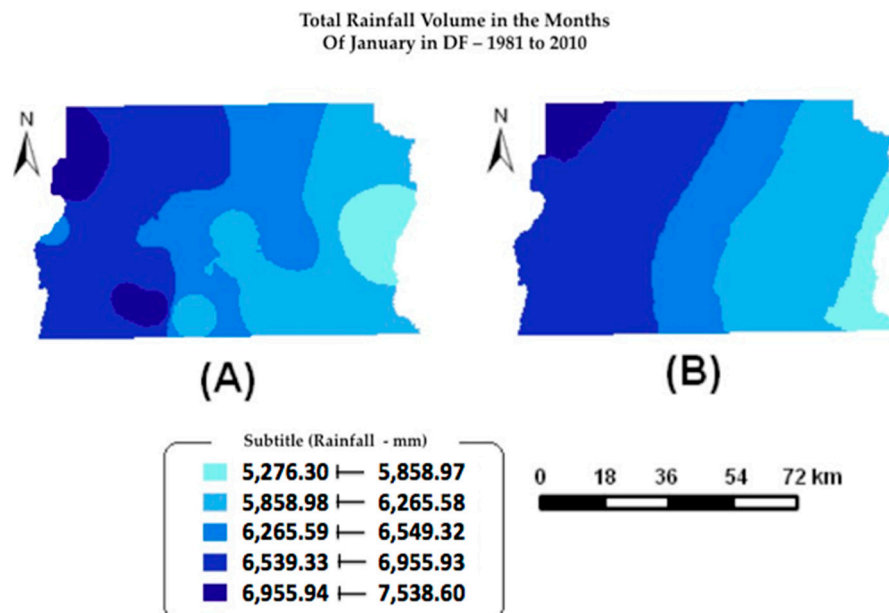 Total Rainfall Volume in the Months
Of January in DF – 1981 to 2010
N
N
(A)
(B)
Subtitle (Rainfall - mm)
5,276.30 5,858.97
5,858.98 6,265.58
6,265.59 6,549.32
6,539.33 6,955.93
6,955.94 7,538.60
0 18 36 54 72 km